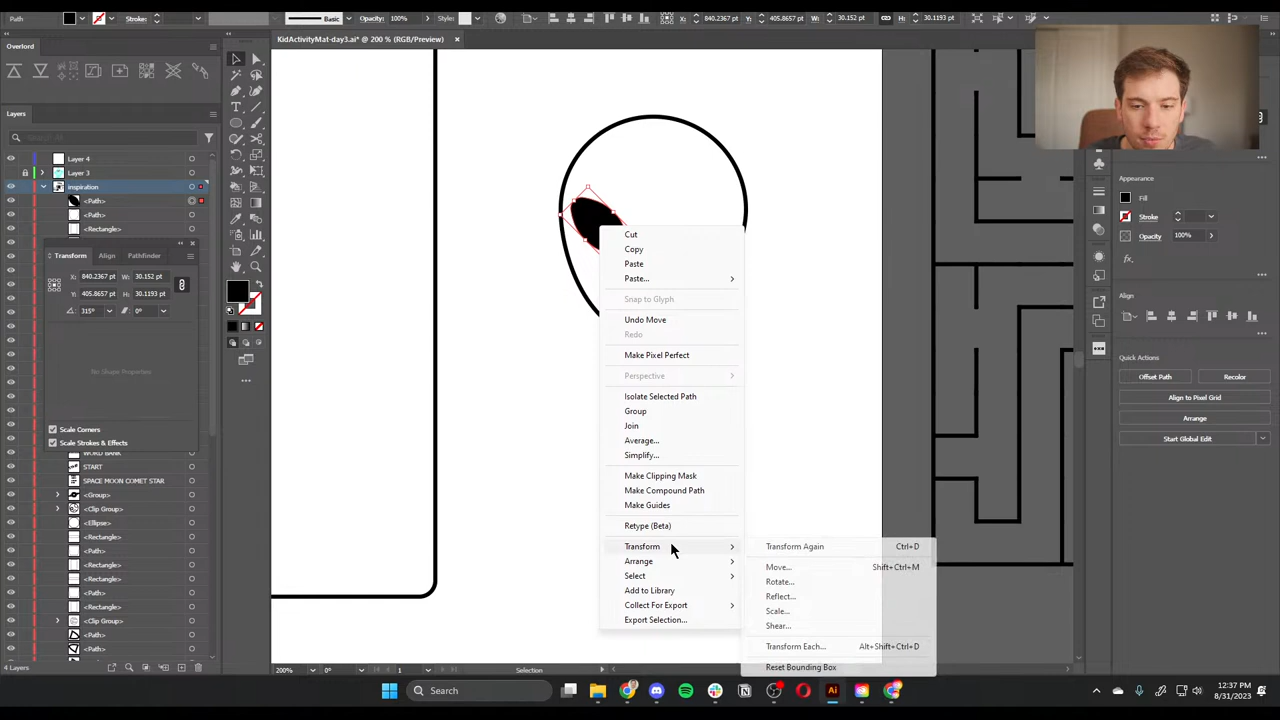 Path
Stroke:
Basic
Opacity:
100%
Style:
X:
840.2367 pt
Y:
405.8657 pt
W:
30.152 pt
H:
30.1193 pt
Overlord
KidActivityMat-day3.ai* @ 200 % (RGB/Preview)
Layers
Layer 4
Layer 3
inspiration
<Path>
<Path>
<Rectangle>
Transform Align Pathfinder
X: 840.2367 pt W: 30.152 pt
Y: 405.8657 pt H: 30.1193 pt
315° 0°
No Shape Properties
Scale Corners
Scale Strokes & Effects
WORD BANK
START
SPACE MOON COMET STAR
<Group>
<Clip Group>
<Ellipse>
<Rectangle>
<Path>
<Rectangle>
<Rectangle>
<Path>
<Rectangle>
<Clip Group>
<Path>
<Path>
4 Layers
Cut
Copy
Paste
Paste...
Snap to Glyph
Undo Move
Redo
Make Pixel Perfect
Perspective
Isolate Selected Path
Group
Join
Average...
Simplify...
Make Clipping Mask
Make Compound Path
Make Guides
Retype (Beta)
Transform
Arrange
Select
Add to Library
Collect For Export
Export Selection...
Transform Again Ctrl+D
Move... Shift+Ctrl+M
Rotate...
Reflect...
Scale...
Shear...
Transform Each... Alt+Shift+Ctrl+D
Reset Bounding Box
Appearance
Fill
Stroke
Opacity 100%
fx.
Align
Quick Actions
Offset Path
Recolor
Align to Pixel Grid
Arrange
Start Global Edit
200%
0°
1
Selection
Search
Ai
12:37 PM
8/31/2023